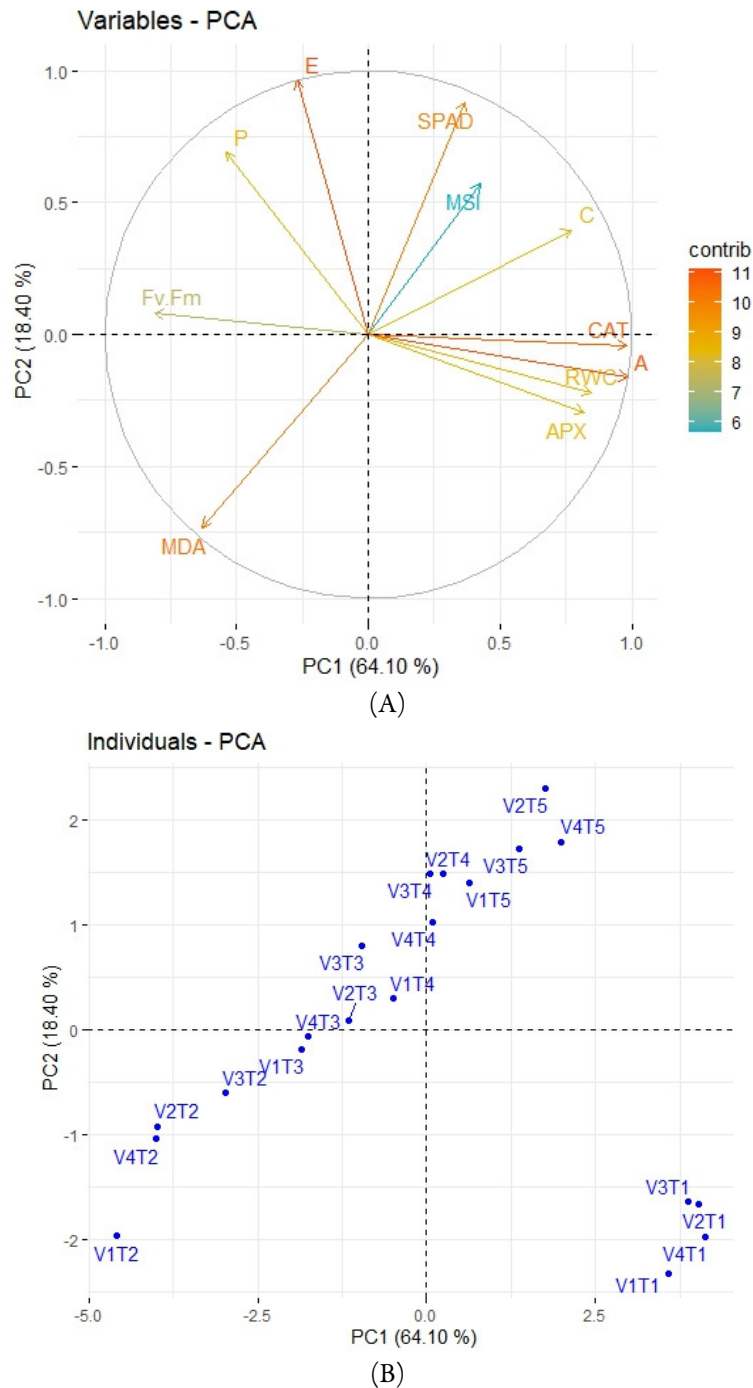 Variables - PCA
1.0
0.5
0.0
-0.5
-1.0
PC2 (18.40 %)
E
SPAD
P
MSI
C
Fv.Fm
CAT
A
RWC
APX
MDA
contrib
11
10
9
8
7
6
-1.0 -0.5 0.0 0.5 1.0
PC1 (64.10 %)
(A)
Individuals - PCA
2
1
0
-1
-2
PC2 (18.40 %)
V2T5
V4T5
V2T4
V3T5
V3T4
V1T5
V4T4
V3T3
V2T3
V1T4
V4T3
V1T3
V3T2
V2T2
V4T2
V1T2
V3T1
V2T1
V4T1
V1T1
-5.0 -2.5 0.0 2.5
PC1 (64.10 %)
(B)